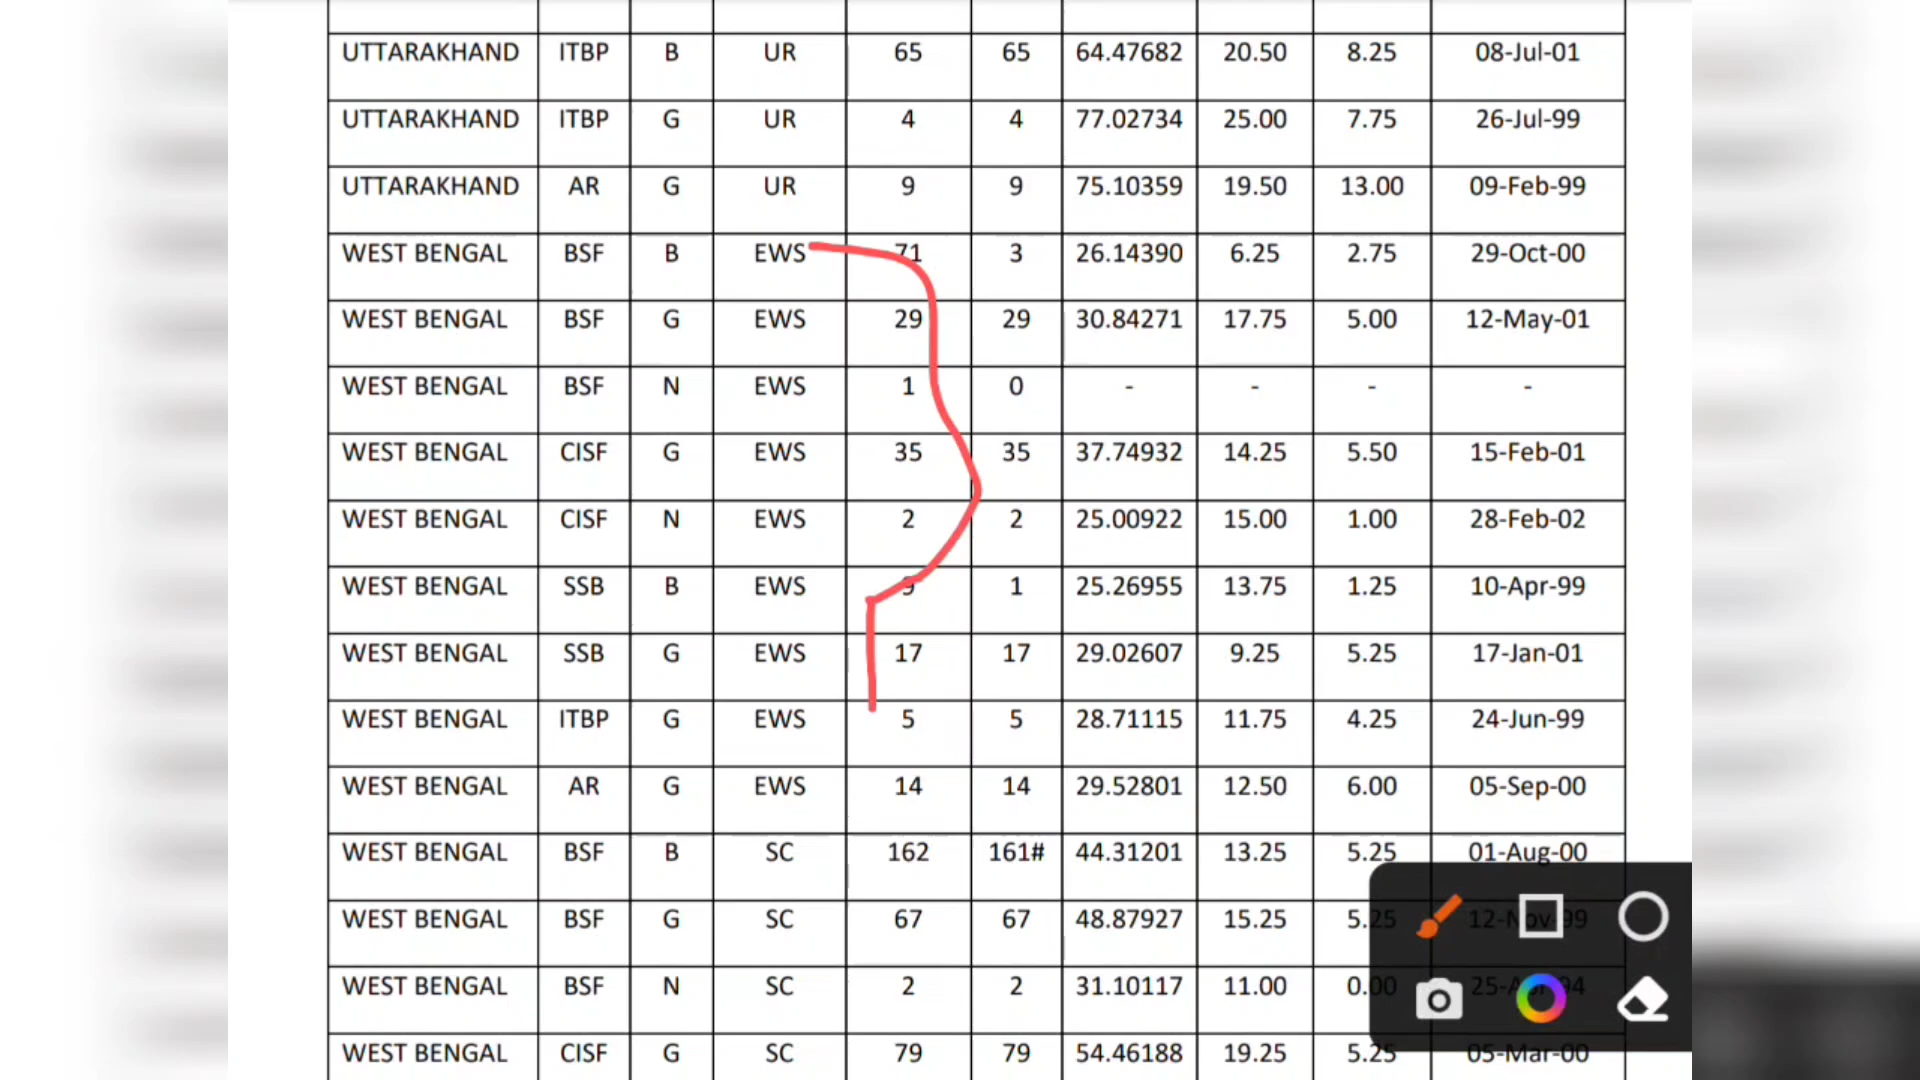 UTTARAKHAND ITBP B UR 65 65 64.47682 20.50 8.25 08-Jul-01
UTTARAKHAND ITBP G UR 4 4 77.02734 25.00 7.75 26-Jul-99
UTTARAKHAND AR G UR 9 9 75.10359 19.50 13.00 09-Feb-99
WEST BENGAL BSF B EWS 71 3 26.14390 6.25 2.75 29-Oct-00
WEST BENGAL BSF G EWS 29 29 30.84271 17.75 5.00 12-May-01
WEST BENGAL BSF N EWS 1 0 - - - -
WEST BENGAL CISF G EWS 35 35 37.74932 14.25 5.50 15-Feb-01
WEST BENGAL CISF N EWS 2 2 25.00922 15.00 1.00 28-Feb-02
WEST BENGAL SSB B EWS 9 1 25.26955 13.75 1.25 10-Apr-99
WEST BENGAL SSB G EWS 17 17 29.02607 9.25 5.25 17-Jan-01
WEST BENGAL ITBP G EWS 5 5 28.71115 11.75 4.25 24-Jun-99
WEST BENGAL AR G EWS 14 14 29.52801 12.50 6.00 05-Sep-00
WEST BENGAL BSF B SC 162 161# 44.31201 13.25 5.25 01-Aug-00
WEST BENGAL BSF G SC 67 67 48.87927 15.25 5.25 12-Nov-99
WEST BENGAL BSF N SC 2 2 31.10117 11.00 0.00
WEST BENGAL CISF G SC 79 79 54.46188 19.25 5.25 05-Mar-00